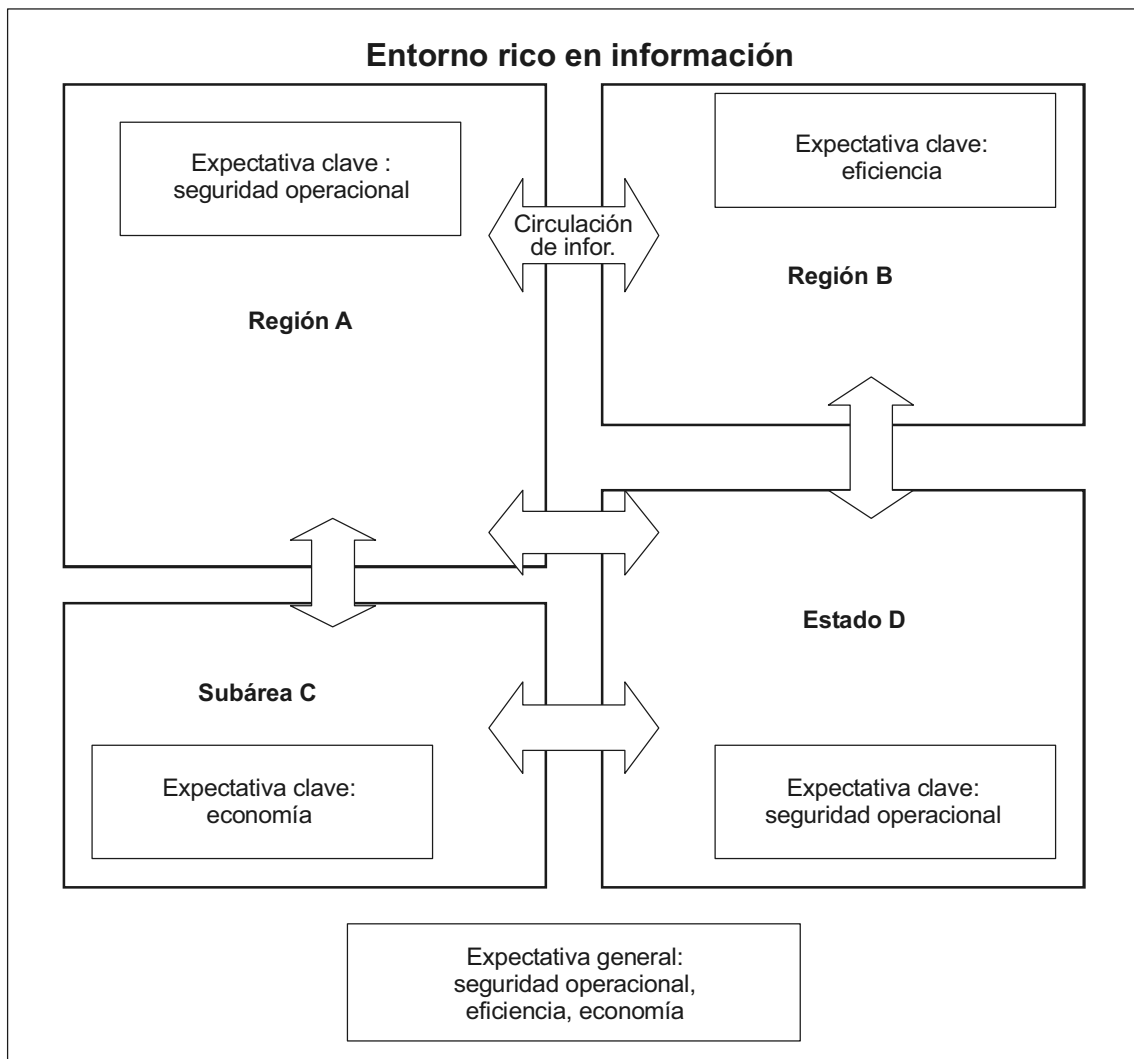 Entorno rico en información
Expectativa clave :
seguridad operacional
Expectativa clave:
eficiencia
Circulación
de infor.
Región B
Región A
Estado D
Subárea C
Expectativa clave:
economía
Expectativa clave:
seguridad operacional
Expectativa general:
seguridad operacional,
eficiencia, economía